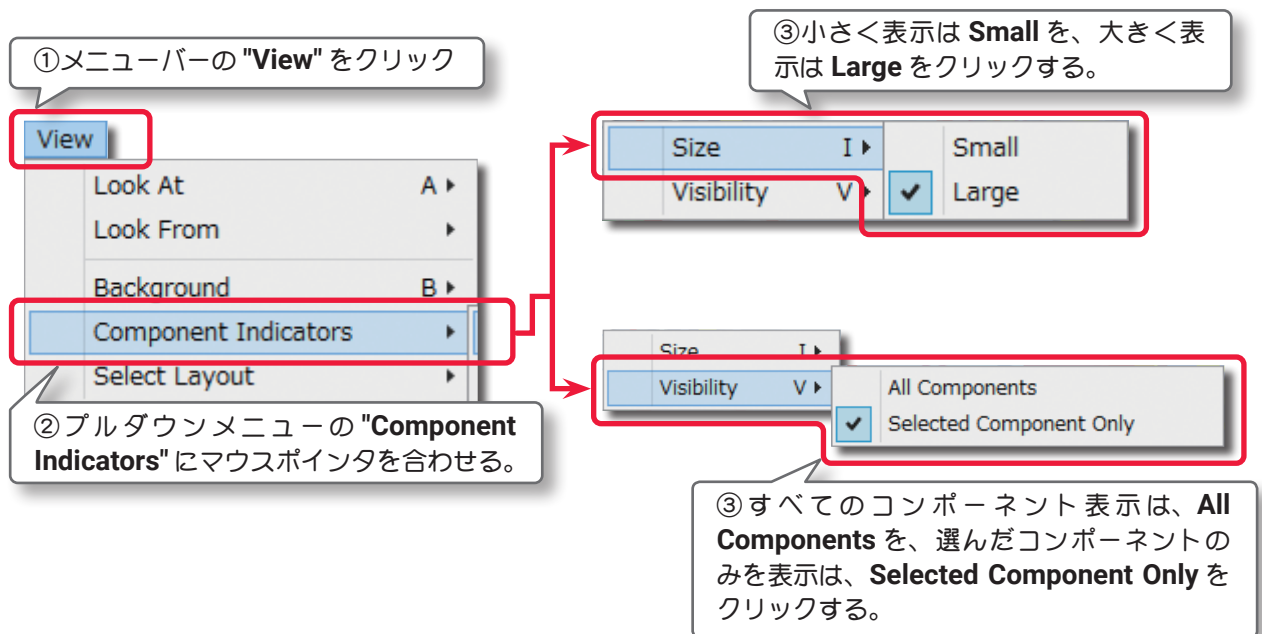 ①メニューバーの "View" をクリック
View
Look At A
Look From
Background B
Component Indicators
Select Layout
②プルダウンメニューの "Component
Indicators" にマウスポインタを合わせる。
③小さく表示は Small を、大きく表
示は Large をクリックする。
Size I
Small
Visibility V
Large
Size I
Visibility V
All Components
Selected Component Only
③すべてのコンポーネント表示は、All
Components を、選んだコンポーネントの
みを表示は、Selected Component Only を
クリックする。